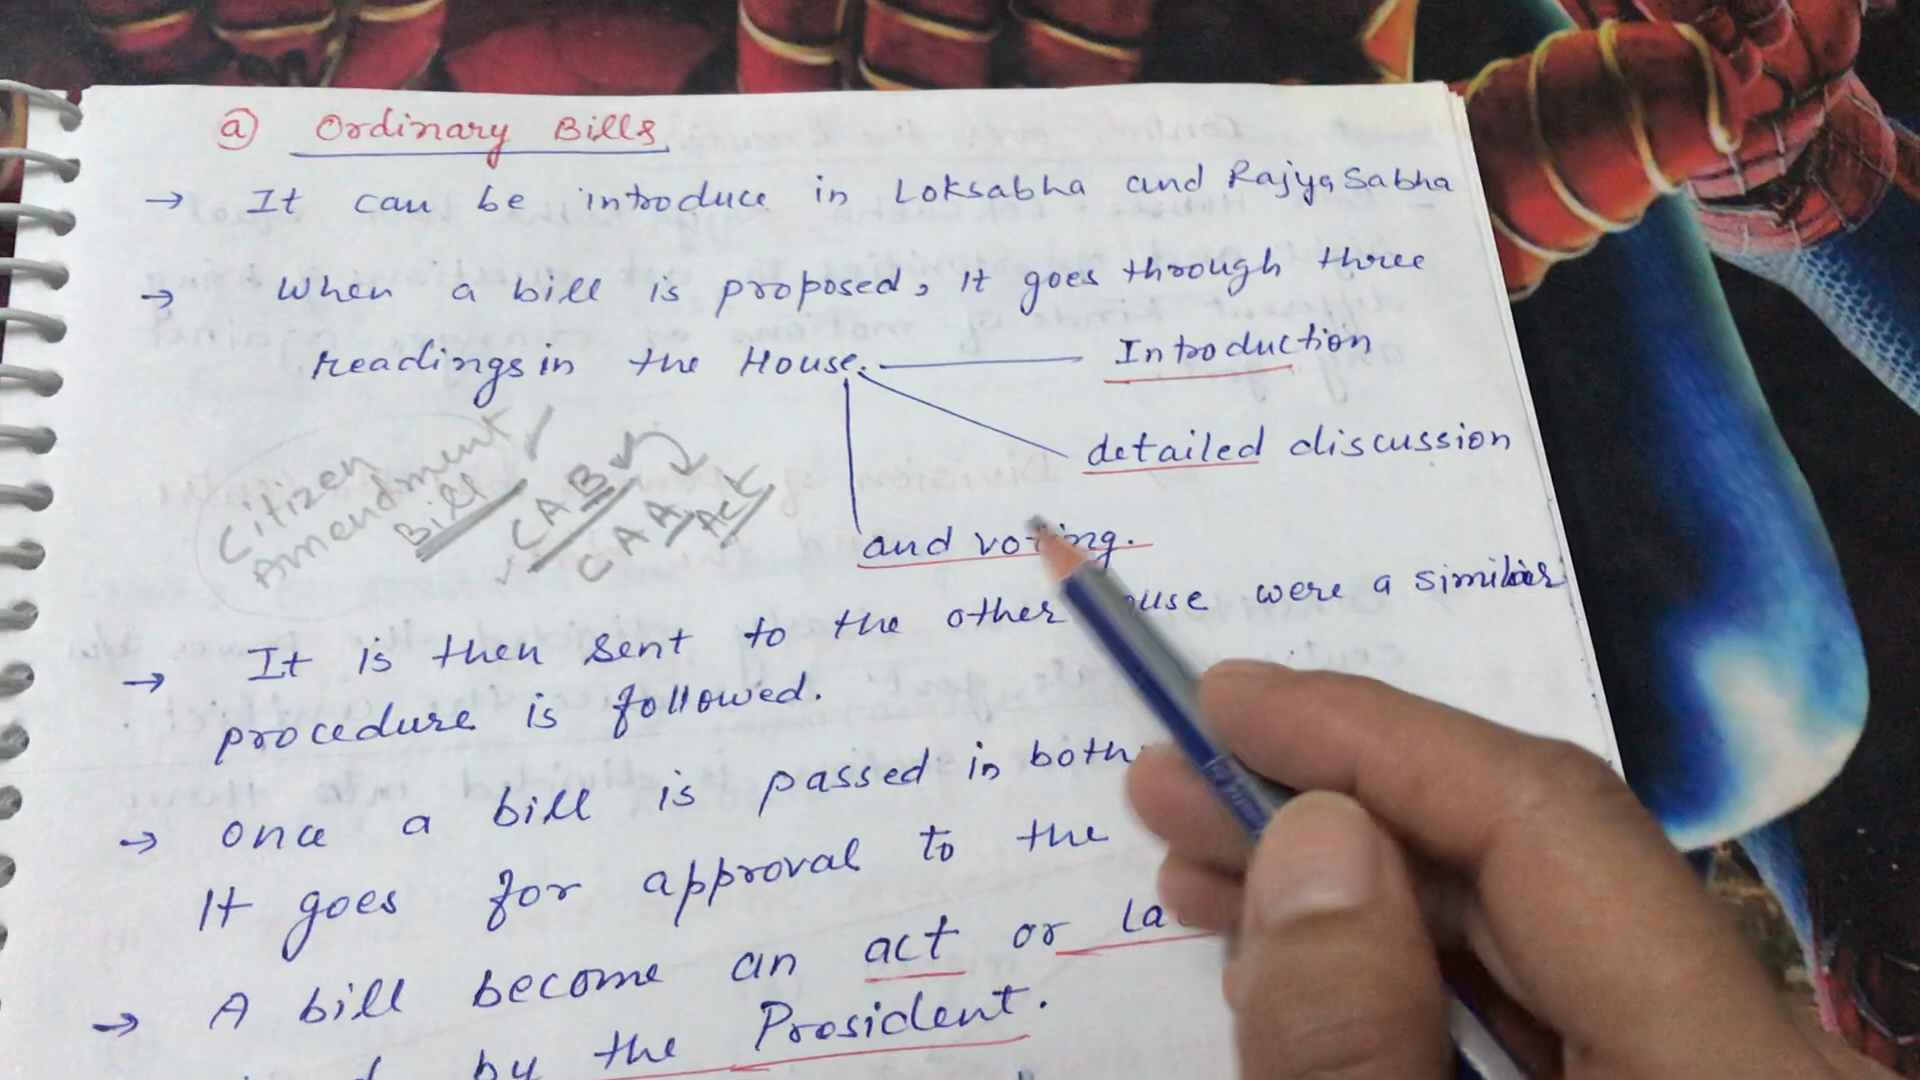 a) Ordinary Bills
→ It can be introduce in Loksabha and Rajya Sabha
→ When a bill is proposed, it goes through three
readings in the House.
Introduction
detailed discussion
and voting.
Citizen
Amendment
Bill
CAB
CAA
Act
→ It is then sent to the other were a similar
procedure is followed.
→ Once a bill is passed in both
It goes for approval to the
→ A bill become an act or
by the Prosident.